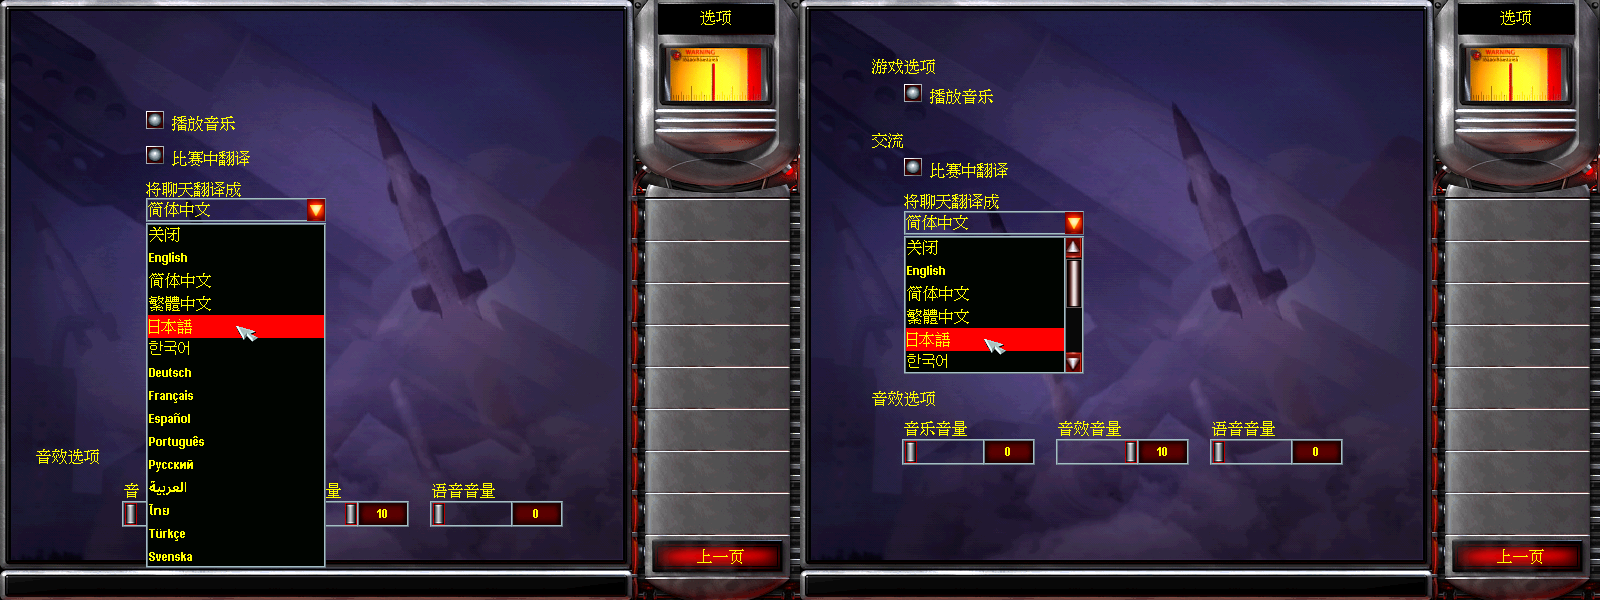 选项
WARNING
播放音乐
比赛中翻译
将聊天翻译成
简体中文
关闭
English
简体中文
繁體中文
日本語
한국어
Deutsch
Français
Español
Português
Русский
العربية
ไทย
Türkçe
Svenska
音效选项
音
量
语音音量
10
0
上一页
选项
WARNING
游戏选项
播放音乐
交流
比赛中翻译
将聊天翻译成
简体中文
关闭
English
简体中文
繁體中文
日本語
한국어
音效选项
音乐音量
音效音量
语音音量
0
10
0
上一页